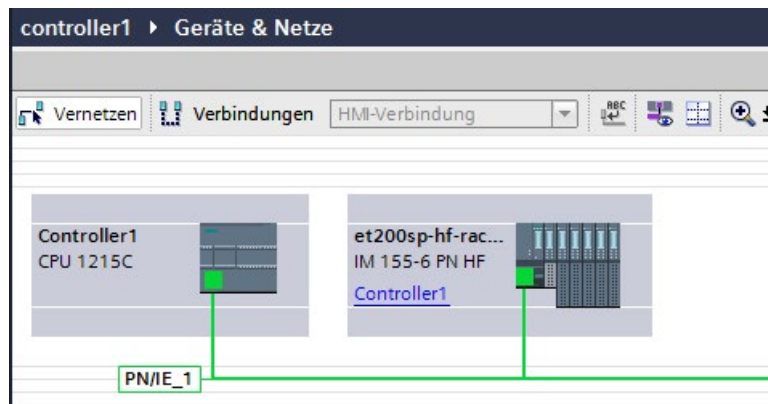 controller1 ▸ Geräte & Netze
Vernetzen Verbindungen HMI-Verbindung
Controller1
CPU 1215C
et200sp-hf-rac...
IM 155-6 PN HF
Controller1
PN/IE_1